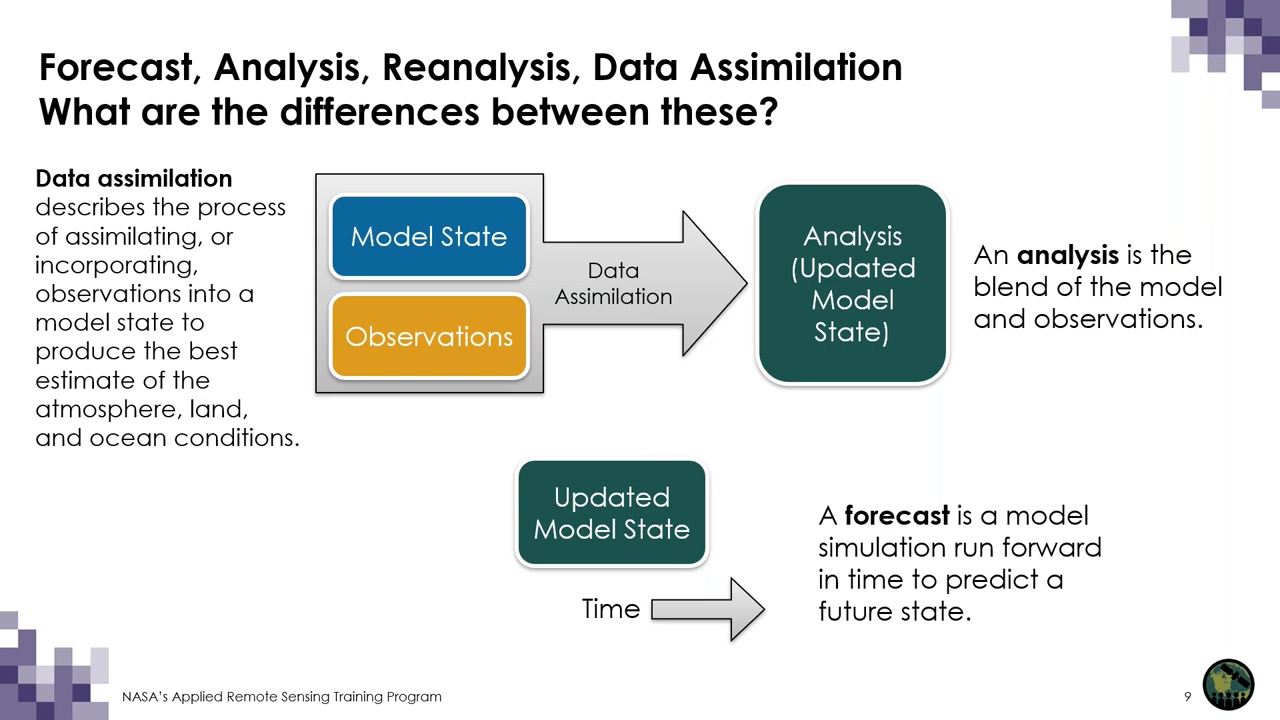 Forecast, Analysis, Reanalysis, Data Assimilation
What are the differences between these?
Data assimilation
describes the process
of assimilating, or
incorporating,
observations into a
model state to
produce the best
estimate of the
atmosphere, land,
and ocean conditions.
Model State
Observations
Data
Assimilation
Analysis
(Updated
Model
State)
An analysis is the
blend of the model
and observations.
Updated
Model State
Time
A forecast is a model
simulation run forward
in time to predict a
future state.
NASA's Applied Remote Sensing Training Program
9